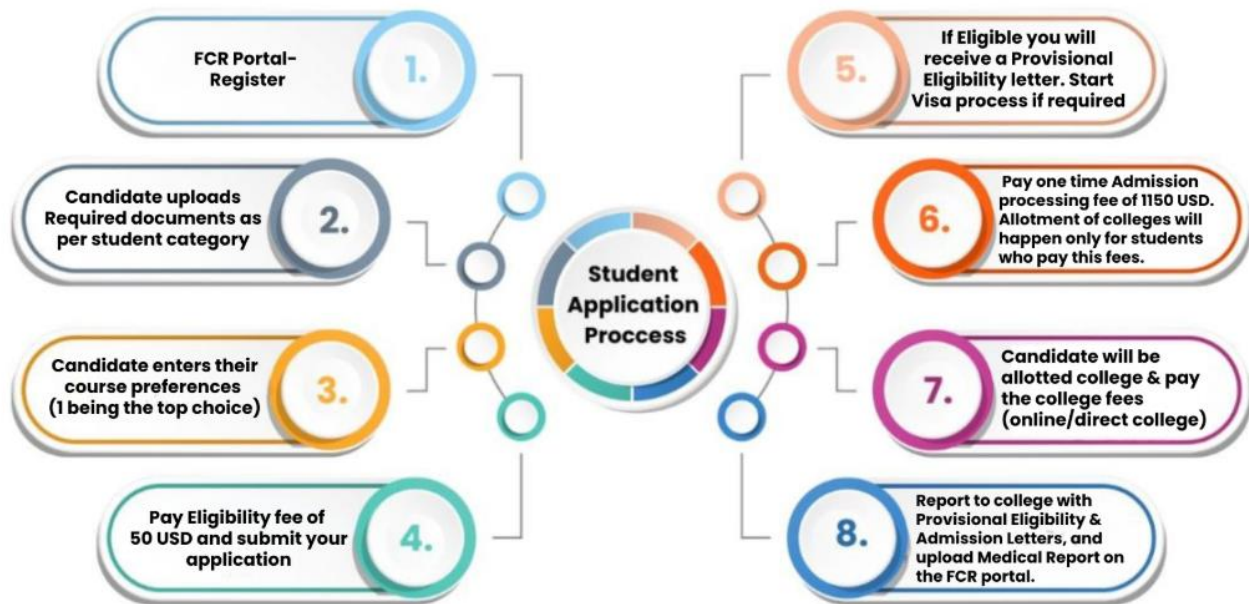 FCR Portal-
Register
1.
Candidate uploads
Required documents as
per student category
2.
Candidate enters their
course preferences
(1 being the top choice)
3.
Pay Eligibility fee of
50 USD and submit your
application
4.
Student
Application
Proccess
5.
If Eligible you will
receive a Provisional
Eligibility letter. Start
Visa process if required
6.
Pay one time Admission
processing fee of 1150 USD.
Allotment of colleges will
happen only for students
who pay this fees.
7.
Candidate will be
allotted college & pay
the college fees
(online/direct college)
8.
Report to college with
Provisional Eligibility &
Admission Letters, and
upload Medical Report on
the FCR portal.